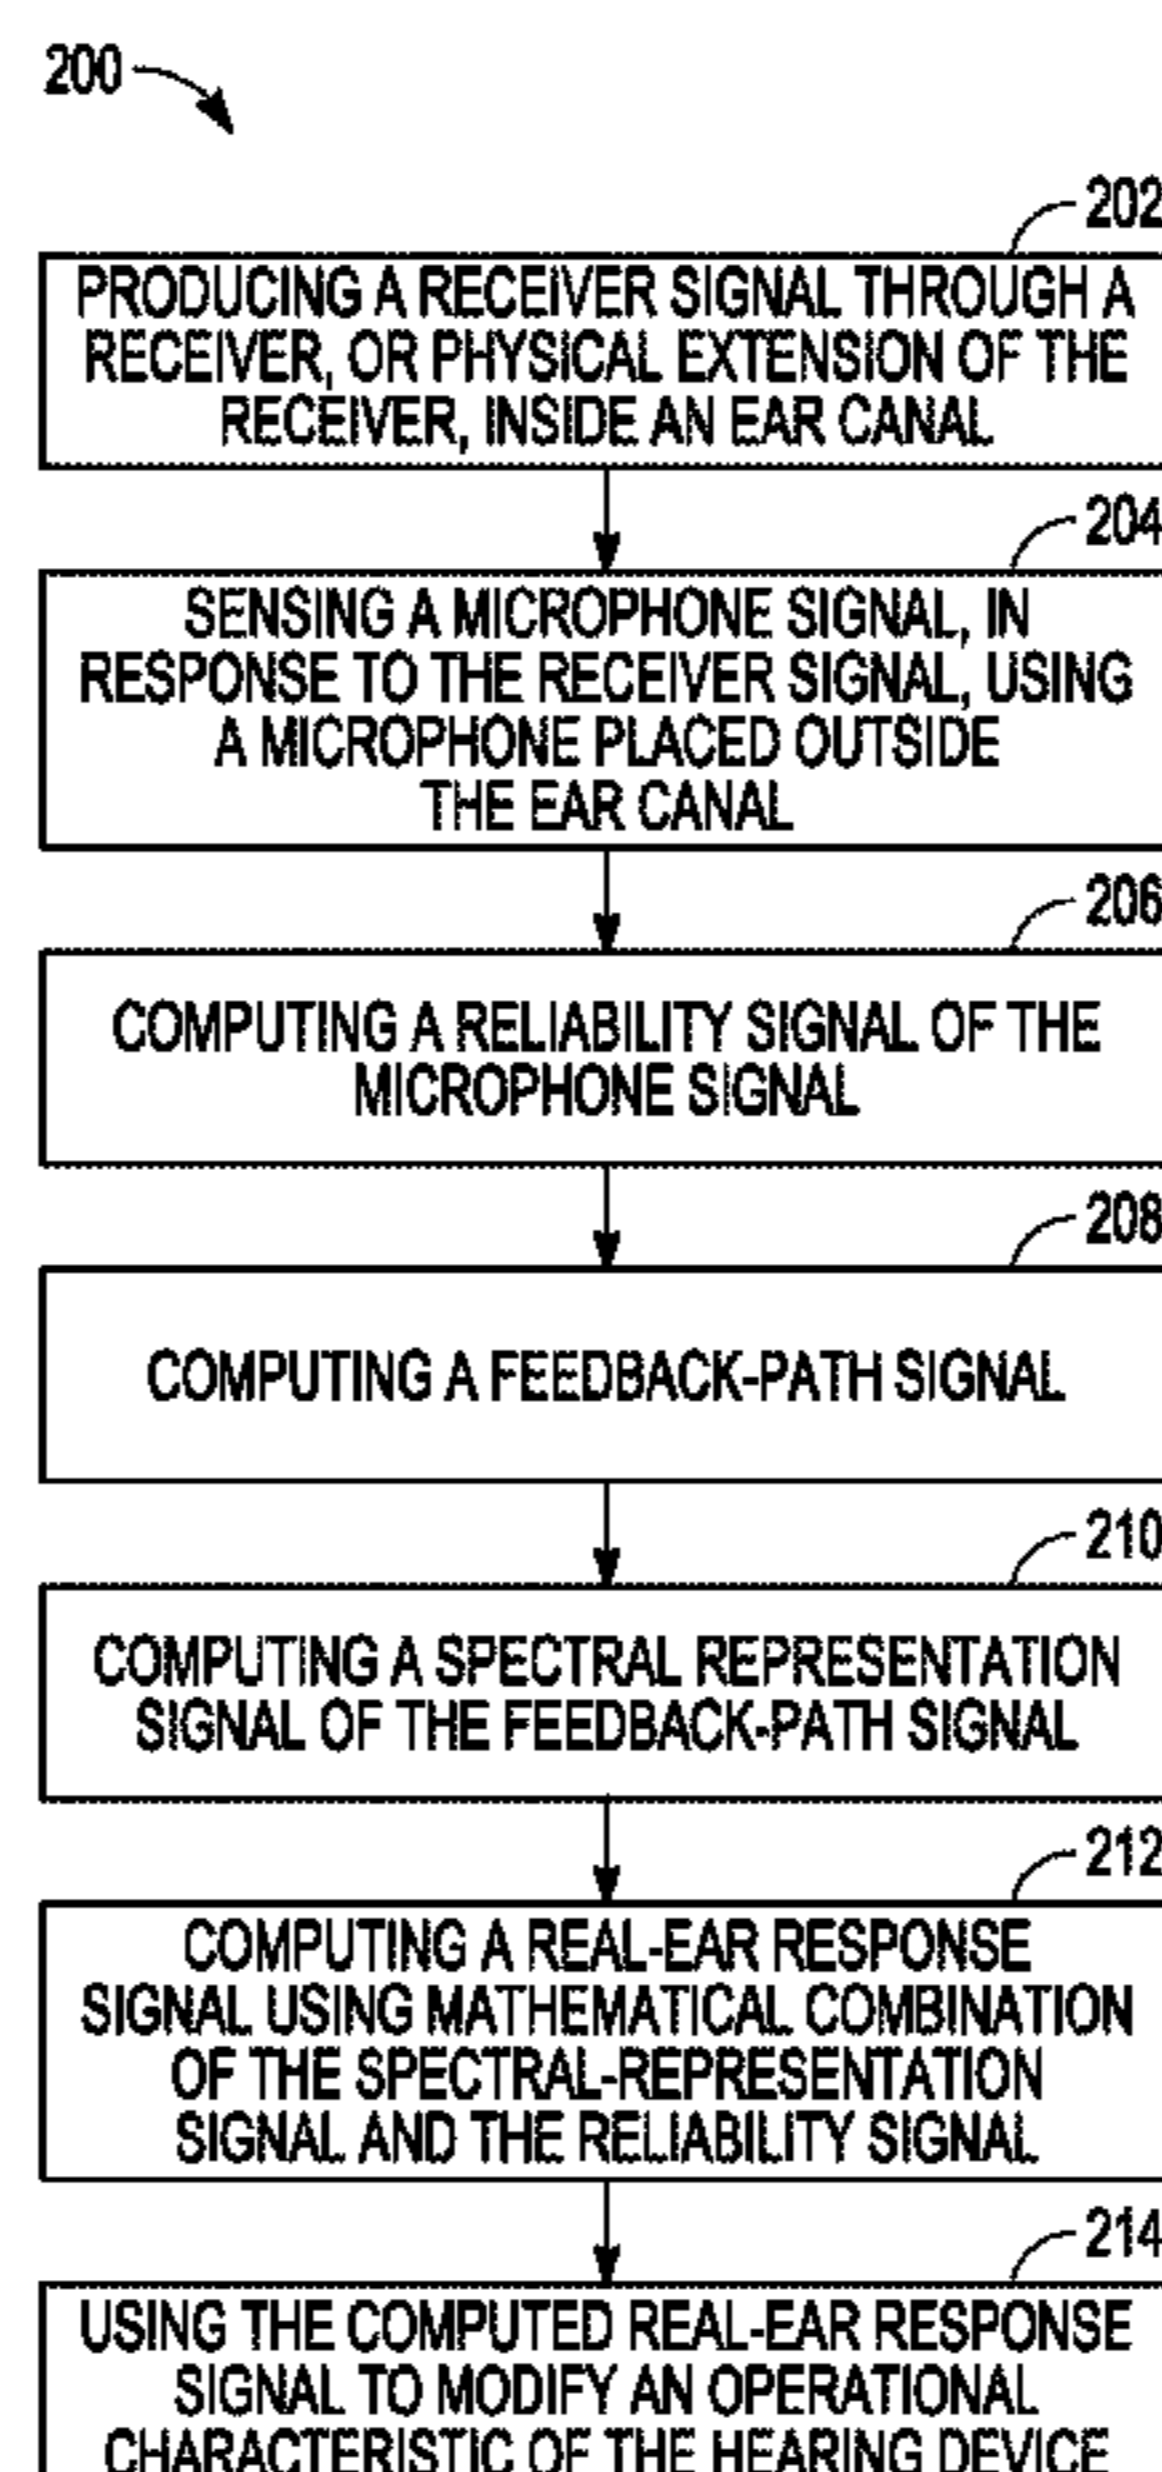 200
202
PRODUCING A RECEIVER SIGNAL THROUGH A
RECEIVER, OR PHYSICAL EXTENSION OF THE
RECEIVER, INSIDE AN EAR CANAL
204
SENSING A MICROPHONE SIGNAL, IN
RESPONSE TO THE RECEIVER SIGNAL, USING
A MICROPHONE PLACED OUTSIDE
THE EAR CANAL
206
COMPUTING A RELIABILITY SIGNAL OF THE
MICROPHONE SIGNAL
208
COMPUTING A FEEDBACK-PATH SIGNAL
210
COMPUTING A SPECTRAL REPRESENTATION
SIGNAL OF THE FEEDBACK-PATH SIGNAL
212
COMPUTING A REAL-EAR RESPONSE
SIGNAL USING MATHEMATICAL COMBINATION
OF THE SPECTRAL-REPRESENTATION
SIGNAL AND THE RELIABILITY SIGNAL
214
USING THE COMPUTED REAL-EAR RESPONSE
SIGNAL TO MODIFY AN OPERATIONAL
CHARACTERISTIC OF THE HEARING DEVICE